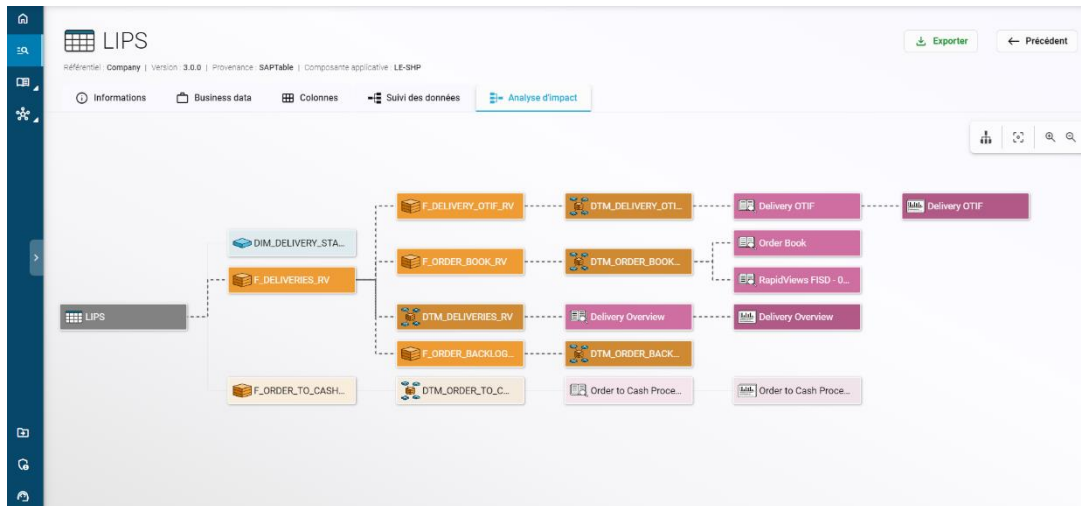 LIPS
Exporter
Précédent
Référentiel : Company | Version : 3.0.0 | Provenance : SAPTable | Composante applicative : LE-SHP
Informations
Business data
Colonnes
Suivi des données
Analyse d'impact
F_DELIVERY_OTIF_RV
DTM_DELIVERY_OTI...
Delivery OTIF
Delivery OTIF
DIM_DELIVERY_STA...
Order Book
F_ORDER_BOOK_RV
DTM_ORDER_BOOK...
F_DELIVERIES_RV
RapidViews FISD - 0...
LIPS
DTM_DELIVERIES_RV
Delivery Overview
Delivery Overview
F_ORDER_BACKLOG...
DTM_ORDER_BACK...
F_ORDER_TO_CASH...
DTM_ORDER_TO_C...
Order to Cash Proce...
Order to Cash Proce...